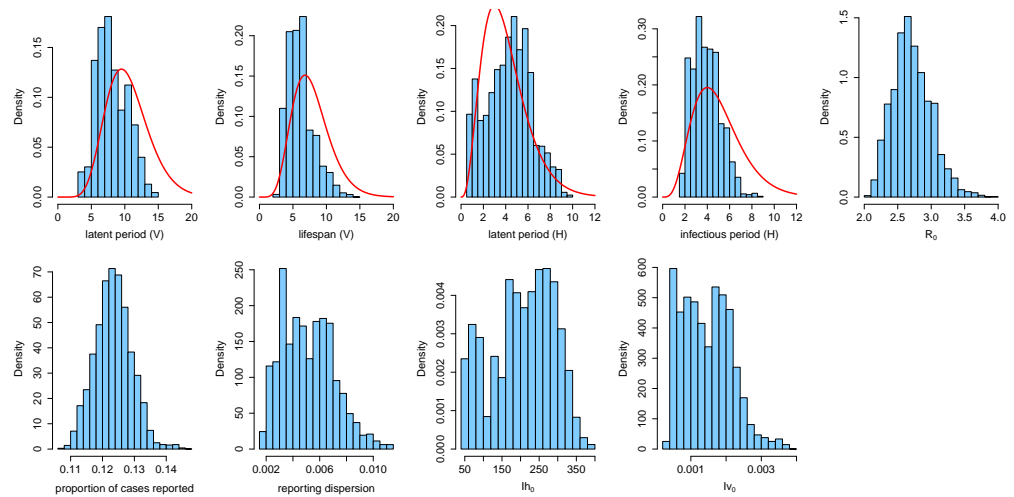 Density
0.00 0.05 0.10 0.15
0 5 10 15 20
latent period (V)
Density
0.00 0.05 0.10 0.15 0.20
0 5 10 15 20
lifespan (V)
Density
0.00 0.05 0.10 0.15 0.20
0 2 4 6 8 10 12
latent period (H)
Density
0.00 0.10 0.20 0.30
0 2 4 6 8 10 12
infectious period (H)
Density
0.0 0.5 1.0 1.5
2.0 2.5 3.0 3.5 4.0
R₀
Density
0 10 20 30 40 50 60 70
0.11 0.12 0.13 0.14
proportion of cases reported
Density
0 50 100 150 200 250
0.002 0.006 0.010
reporting dispersion
Density
0.000 0.001 0.002 0.003 0.004
50 150 250 350
Ih₀
Density
0 100 200 300 400 500 600
0.001 0.003
Iv₀